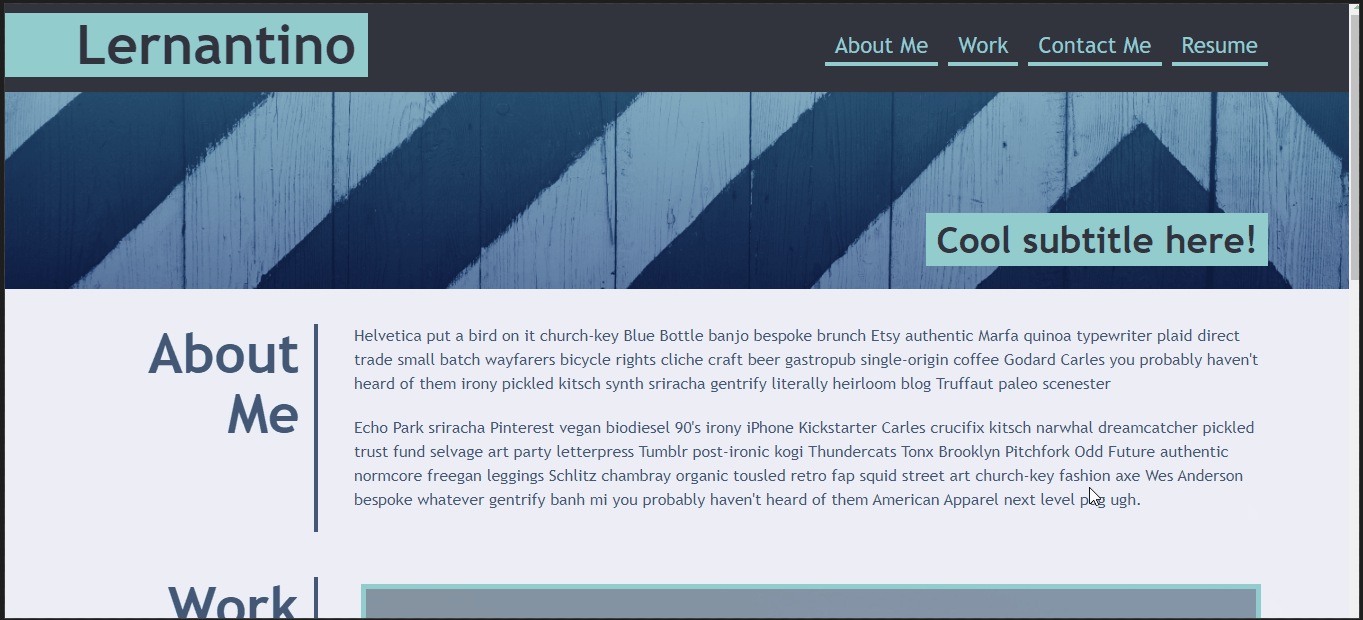 Lernantino
About Me Work Contact Me Resume
Cool subtitle here!
About
Me
Helvetica put a bird on it church-key Blue Bottle banjo bespoke brunch Etsy authentic Marfa quinoa typewriter plaid direct
trade small batch wayfarers bicycle rights cliche craft beer gastropub single-origin coffee Godard Carles you probably haven't
heard of them irony pickled kitsch synth sriracha gentrify literally heirloom blog Truffaut paleo scenester
Echo Park sriracha Pinterest vegan biodiesel 90's irony iPhone Kickstarter Carles crucifix kitsch narwhal dreamcatcher pickled
trust fund selvage art party letterpress Tumblr post-ironic kogi Thundercats Tonx Brooklyn Pitchfork Odd Future authentic
normcore freegan leggings Schlitz chambray organic tousled retro fap squid street art church-key fashion axe Wes Anderson
bespoke whatever gentrify banh mi you probably haven't heard of them American Apparel next level ugh.
Work